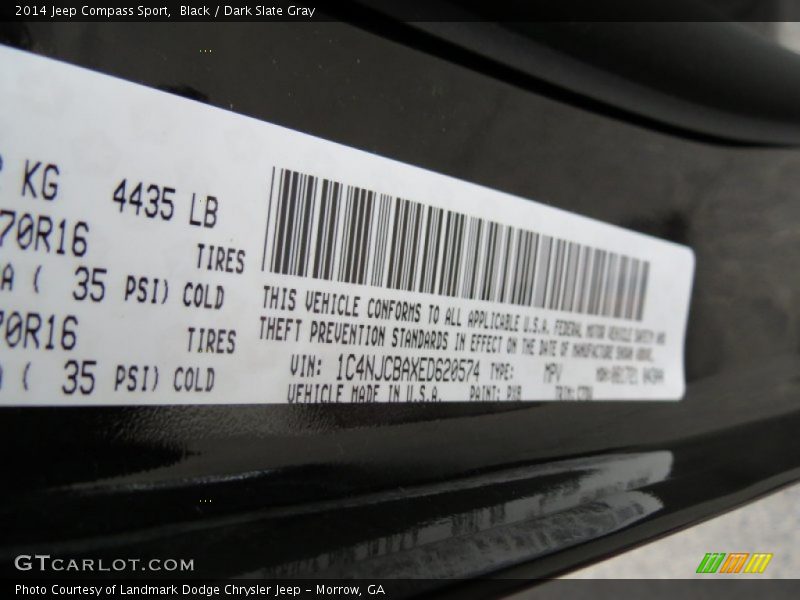 2014 Jeep Compass Sport,  Black / Dark Slate Gray
KG 4435 LB
70R16 TIRES
A ( 35 PSI) COLD
70R16 TIRES
( 35 PSI) COLD
THIS VEHICLE CONFORMS TO ALL APPLICABLE U.S.A. FEDERAL MOTOR VEHICLE SAFETY AND
THEFT PREVENTION STANDARDS IN EFFECT ON THE DATE OF MANUFACTURE SHOWN ABOVE.
VIN: 1C4NJCBAXED620574 TYPE: MPV
VEHICLE MADE IN U.S.A. PAINT: PXR TRIM:
GTCARLOT.COM
Photo Courtesy of Landmark Dodge Chrysler Jeep - Morrow, GA